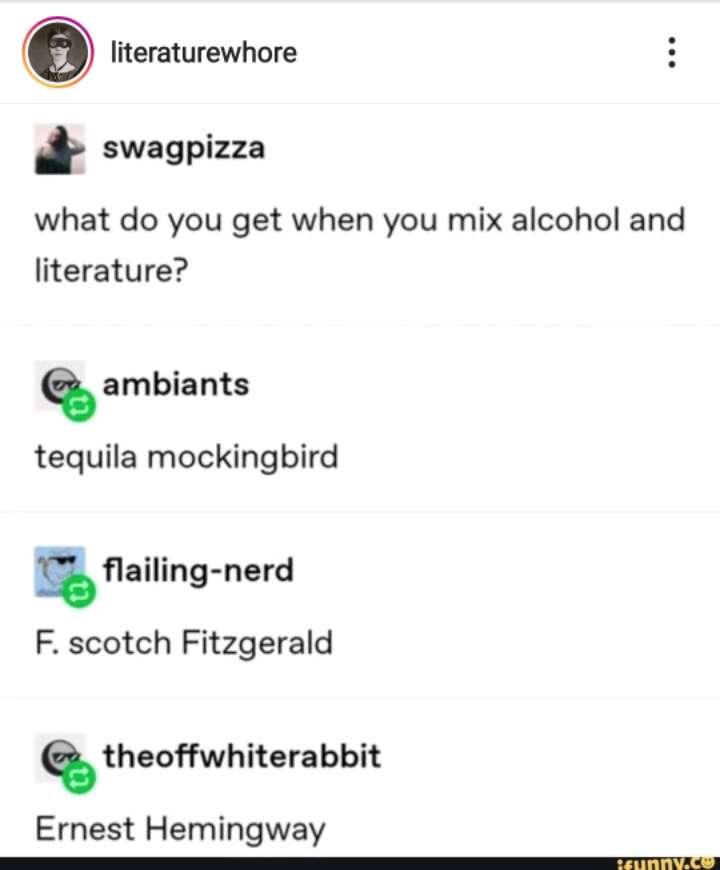 literaturewhore
swagpizza
what do you get when you mix alcohol and
literature?
ambiants
tequila mockingbird
flailing-nerd
F. scotch Fitzgerald
theoffwhiterabbit
Ernest Hemingway
ifunny.co